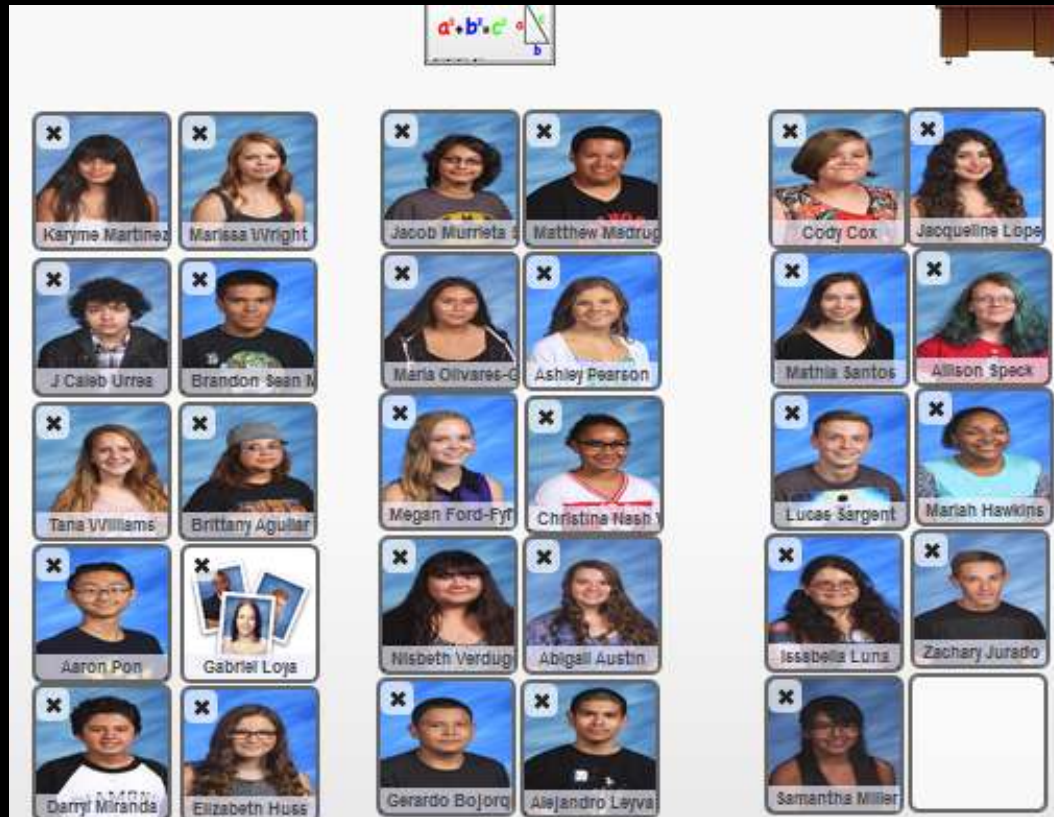 a²+b²=c² a c
b
Karyme Martinez Marissa Wright Jacob Murrieta S Matthew Madrug Cody Cox Jacqueline Lope
J Caleb Urrea Brandon Sean M Maria Olivares-G Ashley Pearson Mathia Santos Allison Speck
Tana Williams Brittany Aguilar Megan Ford-Fyf Christina Nash Lucas Sargent Mariah Hawkins
Aaron Pon Gabriel Loya Nisbeth Verdug Abigail Austin Issabella Luna Zachary Jurado
Darryl Miranda Elizabeth Huss Gerardo Bojorq Alejandro Leyva Samantha Miller